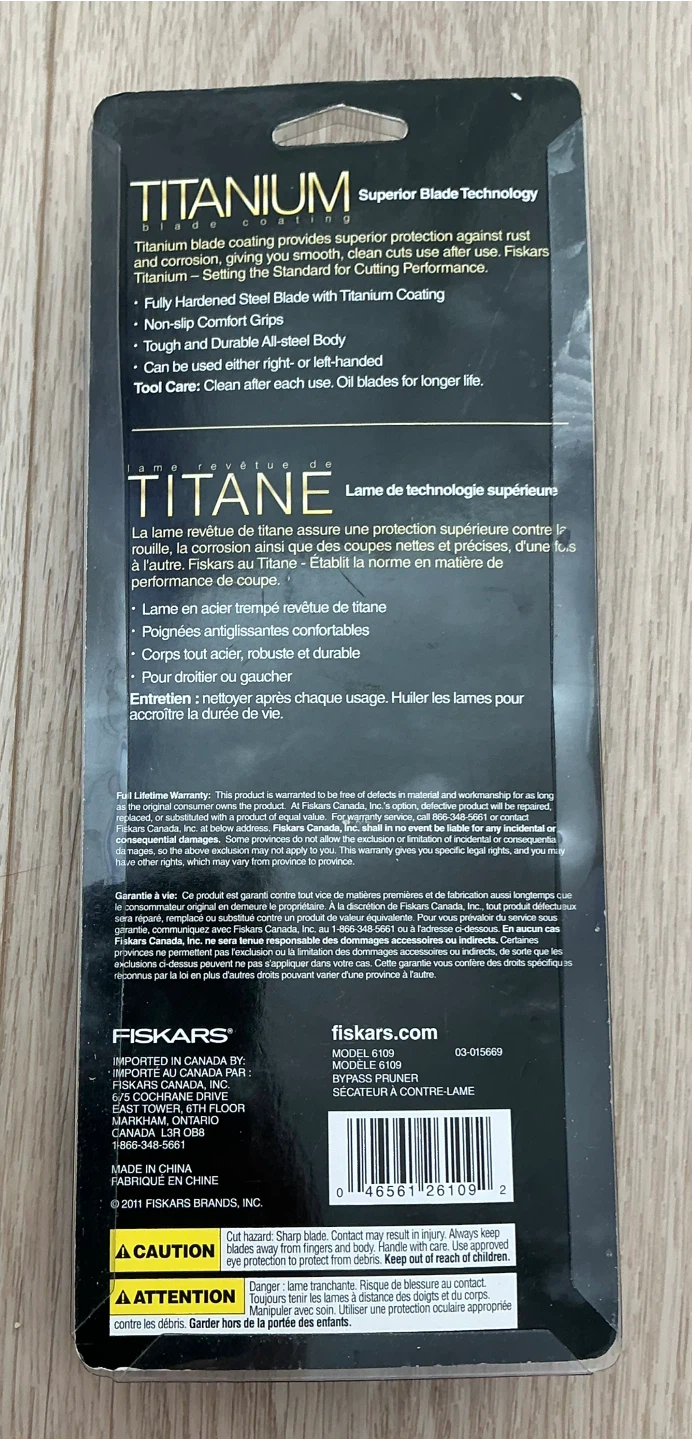 TITANIUM Superior Blade Technology
blade coating
Titanium blade coating provides superior protection against rust
and corrosion, giving you smooth, clean cuts use after use. Fiskars
Titanium – Setting the Standard for Cutting Performance.
· Fully Hardened Steel Blade with Titanium Coating
· Non-slip Comfort Grips
· Tough and Durable All-steel Body
· Can be used either right- or left-handed
Tool Care: Clean after each use. Oil blades for longer life.
lame revêtue de
TITANE Lame de technologie supérieure
La lame revêtue de titane assure une protection supérieure contre la
rouille, la corrosion ainsi que des coupes nettes et précises, d'une fois
à l'autre. Fiskars au Titane - Établit la norme en matière de
performance de coupe.
· Lame en acier trempé revêtue de titane
· Poignées antiglissantes confortables
· Corps tout acier, robuste et durable
· Pour droitier ou gaucher
Entretien : nettoyer après chaque usage. Huiler les lames pour
accroître la durée de vie.
Full Lifetime Warranty: This product is warranted to be free of defects in material and workmanship for as long
as the original consumer owns the product. At Fiskars Canada, Inc.'s option, defective product will be repaired,
replaced, or substituted with a product of equal value. For warranty service, call 866-348-5661 or contact
Fiskars Canada, Inc. at below address. Fiskars Canada, Inc. shall in no event be liable for any incidental or
consequential damages. Some provinces do not allow the exclusion or limitation of incidental or consequential
damages, so the above exclusion may not apply to you. This warranty gives you specific legal rights, and you may
have other rights, which may vary from province to province.
Garantie à vie: Ce produit est garanti contre tout vice de matières premières et de fabrication aussi longtemps que
le consommateur original en demeure le propriétaire. À la discrétion de Fiskars Canada, Inc., tout produit défectueux
sera réparé, remplacé ou substitué contre un produit de valeur équivalente. Pour vous prévaloir du service sous
garantie, communiquez avec Fiskars Canada, Inc. au 1-866-348-5661 ou à l'adresse ci-dessous. En aucun cas
Fiskars Canada, Inc. ne sera tenue responsable des dommages accessoires ou indirects. Certaines
provinces ne permettent pas l'exclusion ou là limitation des dommages accessoires ou indirects, de sorte que les
exclusions ci-dessus peuvent ne pas s'appliquer dans votre cas. Cette garantie vous confère des droits spécifiques
reconnus par la loi en plus d'autres droits pouvant varier d'une province à l'autre.
FISKARS®
IMPORTED IN CANADA BY:
IMPORTÉ AU CANADA PAR :
FISKARS CANADA, INC.
675 COCHRANE DRIVE
EAST TOWER, 6TH FLOOR
MARKHAM, ONTARIO
CANADA L3R OB8
1-866-348-5661
MADE IN CHINA
FABRIQUÉ EN CHINE
© 2011 FISKARS BRANDS, INC.
fiskars.com
MODEL 6109 03-015669
MODÈLE 6109
BYPASS PRUNER
SÉCATEUR À CONTRE-LAME
0 46561 26109 2
CAUTION
Cut hazard: Sharp blade. Contact may result in injury. Always keep
blades away from fingers and body. Handle with care. Use approved
eye protection to protect from debris. Keep out of reach of children.
ATTENTION
Danger : lame tranchante. Risque de blessure au contact.
Toujours tenir les lames à distance des doigts et du corps.
Manipuler avec soin. Utiliser une protection oculaire appropriée
contre les débris. Garder hors de la portée des enfants.